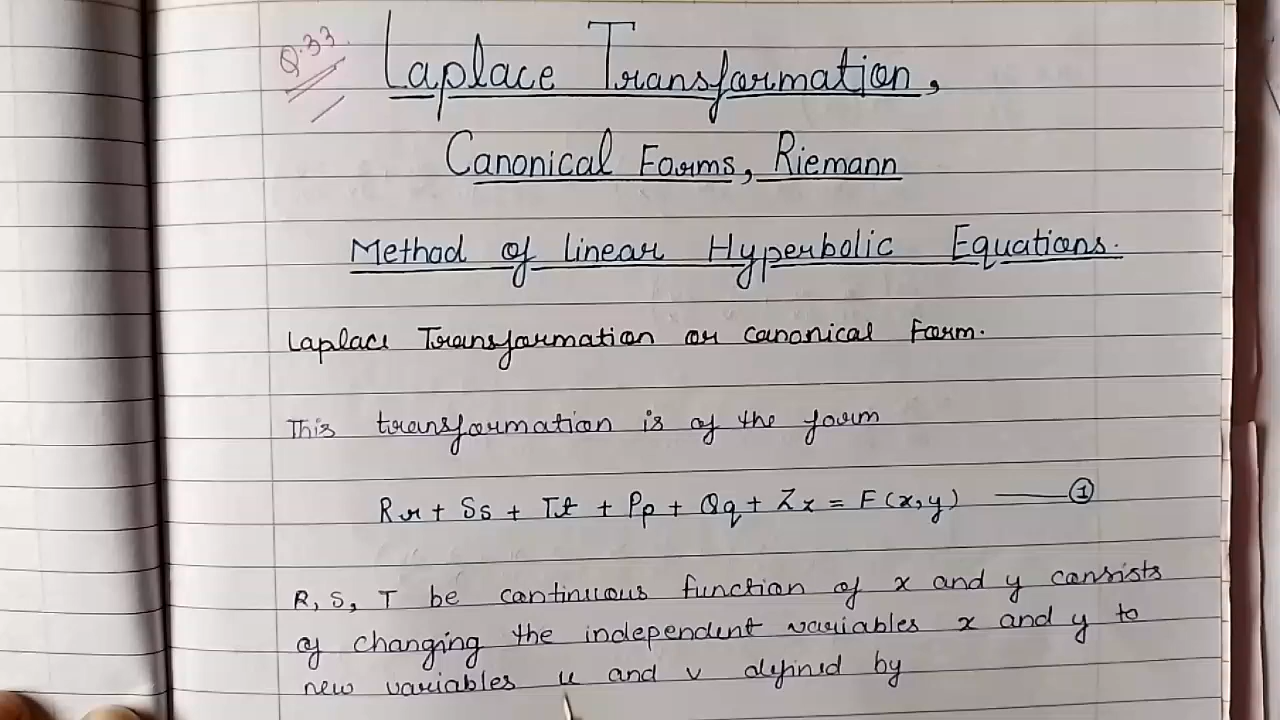 Q.33.
Laplace Transformation,
Canonical Forms, Riemann
Method of linear Hyperbolic Equations.
Laplace Transformation or canonical Form.
This transformation is of the form
Rr + Ss + Tt + Pp + Qq + Zz = F(x,y) —— ①
R, S, T be continuous function of x and y consists
of changing the independent variables x and y to
new variables u and v defined by